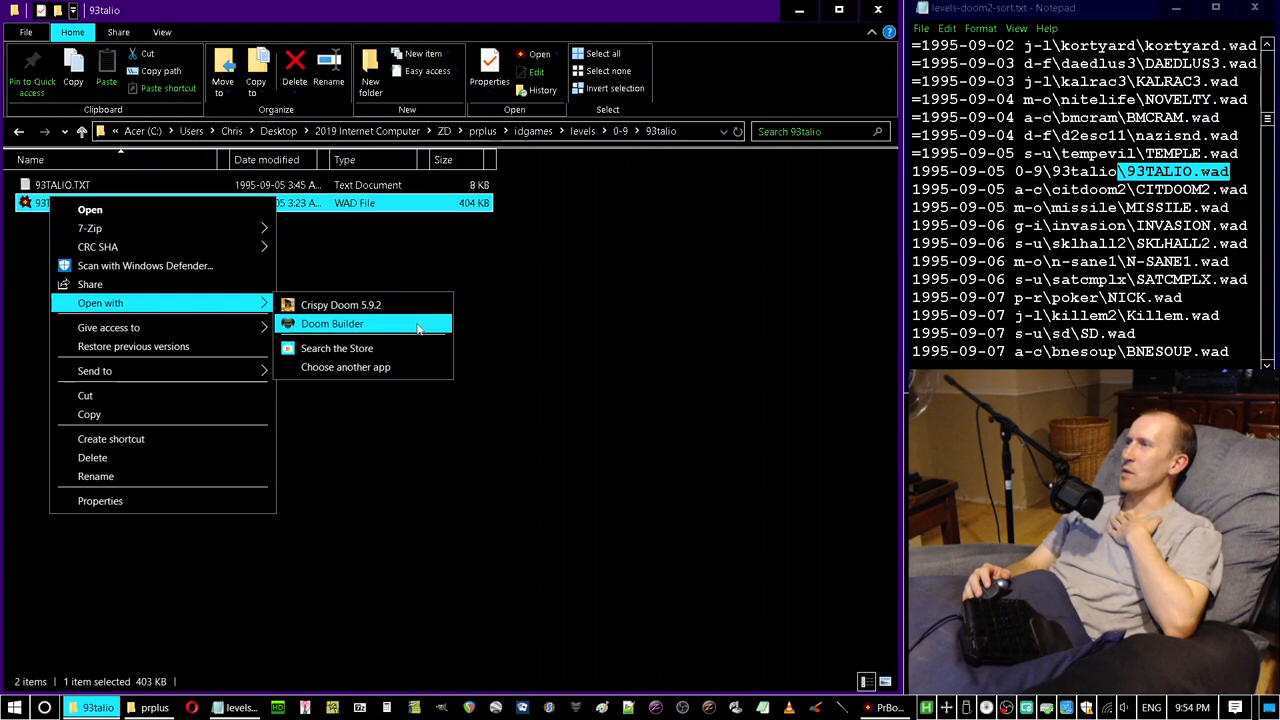 93talio
levels-doom2-sort.txt - Notepad
File
Home
Share
View
File Edit Format View Help
Pin to Quick access
Copy
Paste
Cut
Copy path
Paste shortcut
Move to
Copy to
Delete
Rename
New folder
New item
Easy access
Properties
Open
Edit
History
Select all
Select none
Invert selection
Clipboard
Organize
New
Open
Select
Acer (C:) > Users > Chris > Desktop > 2019 Internet Computer > ZD > prplus > idgames > levels > 0-9 > 93talio
Search 93talio
Name
Date modified
Type
Size
93TALIO.TXT
1995-09-05 3:45 A...
Text Document
8 KB
93T
05 3:23 A...
WAD File
404 KB
Open
7-Zip
CRC SHA
Scan with Windows Defender...
Share
Open with
Give access to
Restore previous versions
Send to
Cut
Copy
Create shortcut
Delete
Rename
Properties
Crispy Doom 5.9.2
Doom Builder
Search the Store
Choose another app
=1995-09-02 j-l\kortyard\kortyard.wad
=1995-09-03 d-f\daedlus3\DAEDLUS3.wad
=1995-09-03 j-l\kalrac3\KALRAC3.wad
=1995-09-04 m-o\nitelife\NOVELTY.wad
=1995-09-04 a-c\bmcram\BMCRAM.wad
=1995-09-04 d-f\d2esc11\nazisnd.wad
=1995-09-05 s-u\tempevil\TEMPLE.wad
=1995-09-05 0-9\93talio\93TALIO.wad
=1995-09-05 a-c\citdoom2\CITDOOM2.wad
=1995-09-05 m-o\missile\MISSILE.wad
=1995-09-06 g-i\invasion\INVASION.wad
=1995-09-06 s-u\sklhall2\SKLHALL2.wad
=1995-09-06 m-o\n-sane1\N-SANE1.wad
=1995-09-06 s-u\satcmplx\SATCMPLX.wad
=1995-09-07 p-r\poker\NICK.wad
=1995-09-07 j-l\killem2\Killem.wad
=1995-09-07 s-u\sd\SD.wad
=1995-09-07 a-c\bnesoup\BNESOUP.wad
2 items
1 item selected 403 KB
93talio
prplus
levels...
PrBo...
ENG
9:54 PM